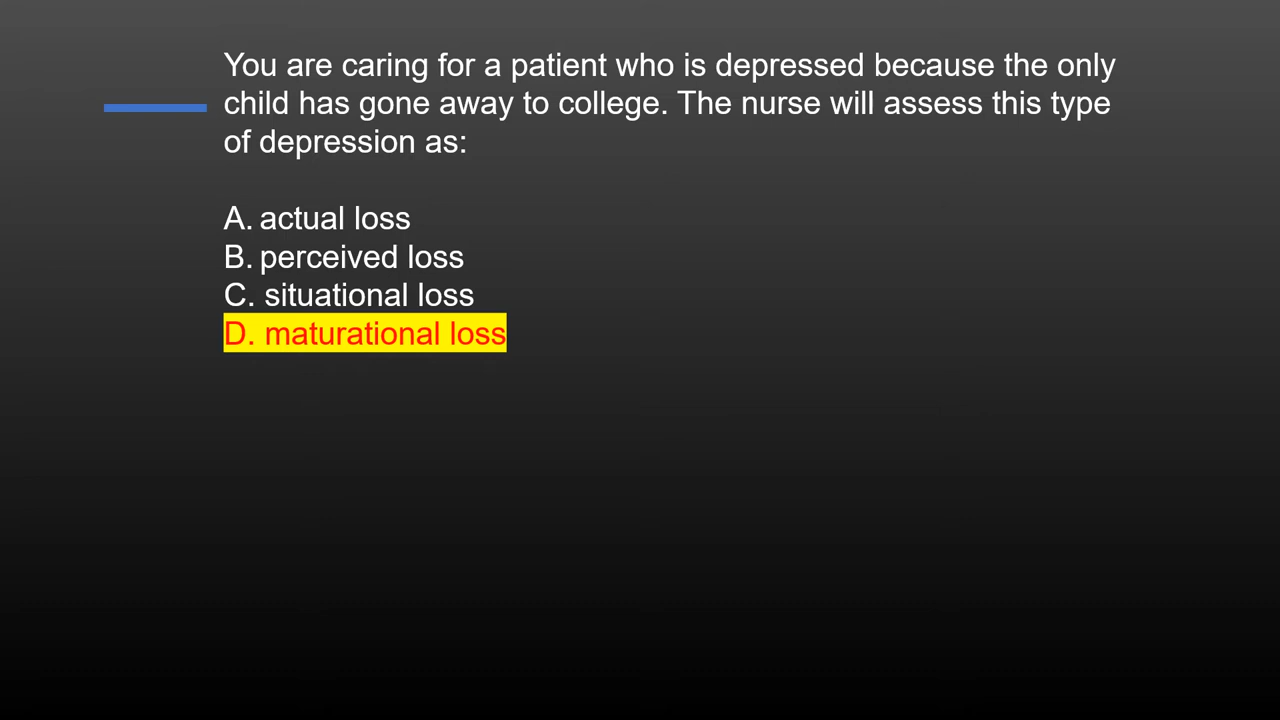 You are caring for a patient who is depressed because the only
child has gone away to college. The nurse will assess this type
of depression as:
A. actual loss
B. perceived loss
C. situational loss
D. maturational loss